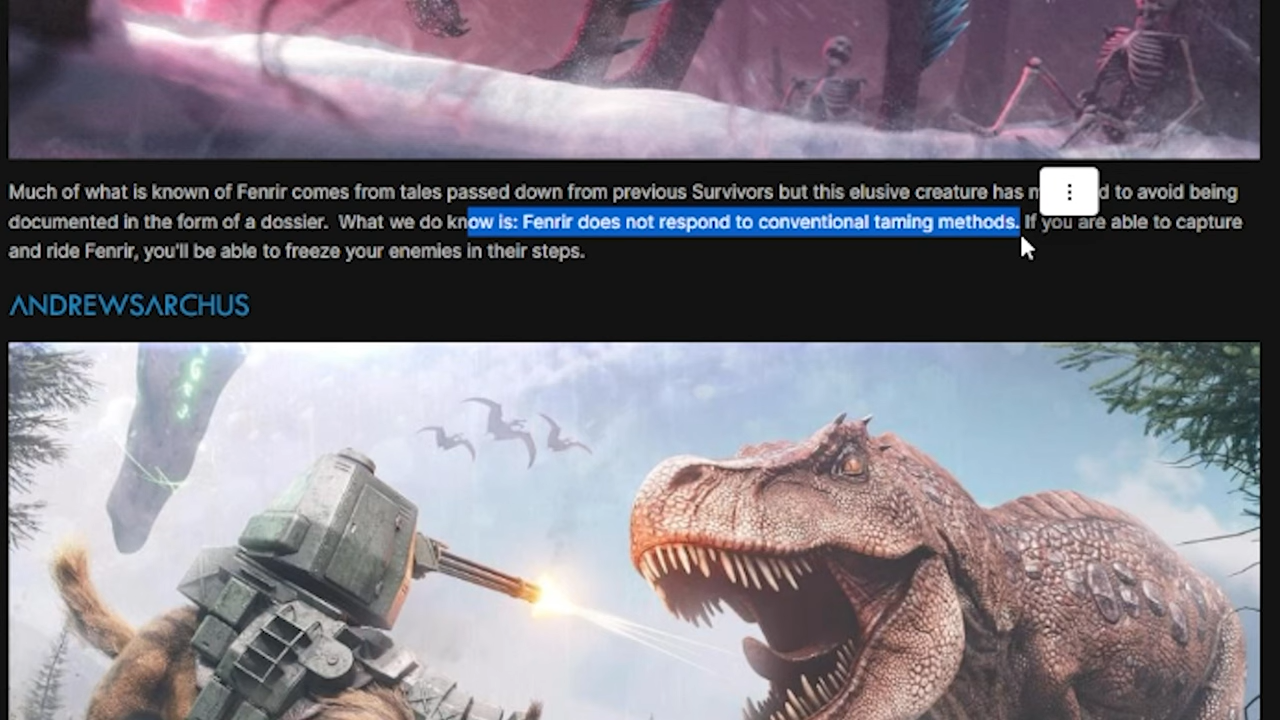 Much of what is known of Fenrir comes from tales passed down from previous Survivors but this elusive creature has to avoid being
documented in the form of a dossier.  What we do know is: Fenrir does not respond to conventional taming methods. If you are able to capture
and ride Fenrir, you'll be able to freeze your enemies in their steps.
ANDREWSARCHUS